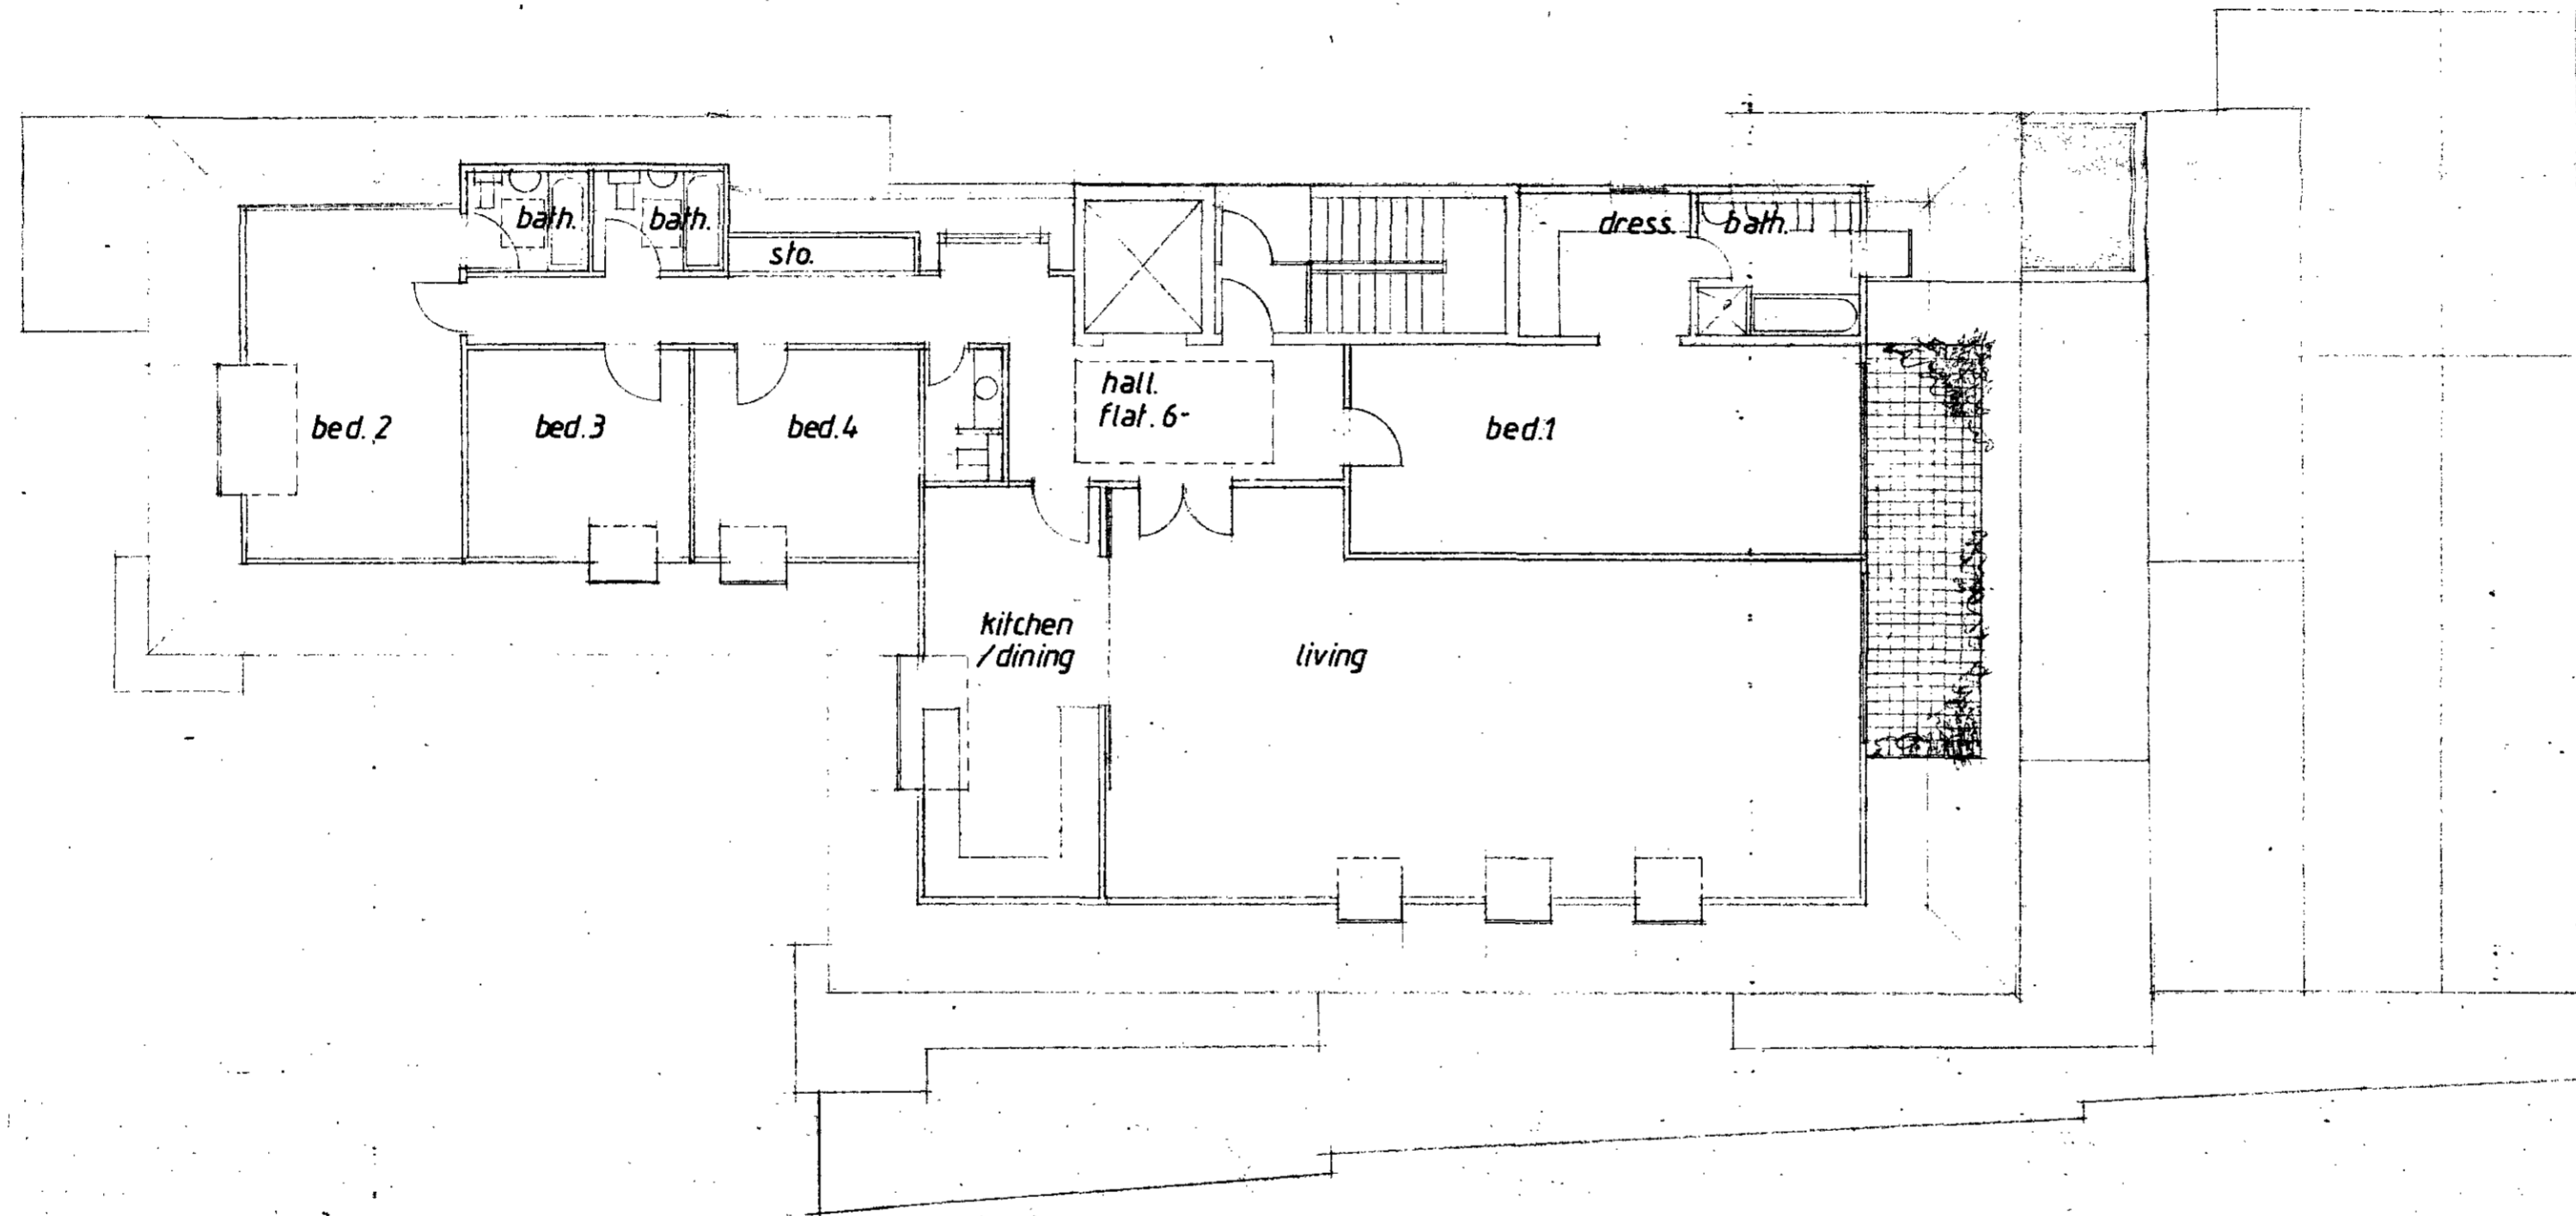 bath.
bath.
sto.
dress.
bath.
hall.
flat. 6-
bed. 2
bed.3
bed.4
bed.1
kitchen
/dining
living